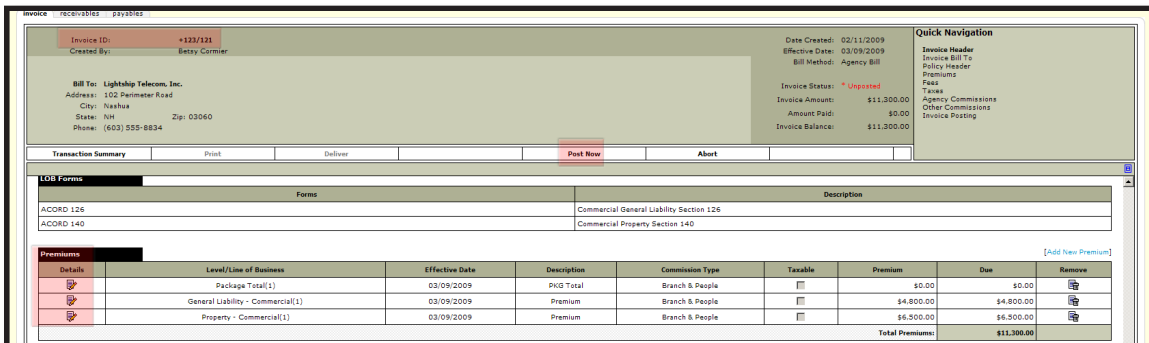 invoice receivables payables
Invoice ID: +123/121
Created By: Betsy Cormier
Bill To: Lightship Telecom, Inc.
Address: 102 Perimeter Road
City: Nashua
State: NH Zip: 03060
Phone: (603) 555-8834
Date Created: 02/11/2009
Effective Date: 03/09/2009
Bill Method: Agency Bill
Invoice Status: * Unposted
Invoice Amount: $11,300.00
Amount Paid: $0.00
Invoice Balance: $11,300.00
Quick Navigation
Invoice Header
Invoice Bill To
Policy Header
Premiums
Fees
Taxes
Agency Commissions
Other Commissions
Invoice Posting
Transaction Summary Print Deliver Post Now Abort
LOB Forms
Forms Description
ACORD 126 Commercial General Liability Section 126
ACORD 140 Commercial Property Section 140
Premiums [Add New Premium]
Details Level/Line of Business Effective Date Description Commission Type Taxable Premium Due Remove
Package Total(1) 03/09/2009 PKG Total Branch & People $0.00 $0.00
General Liability - Commercial(1) 03/09/2009 Premium Branch & People $4,800.00 $4,800.00
Property - Commercial(1) 03/09/2009 Premium Branch & People $6,500.00 $6,500.00
Total Premiums: $11,300.00